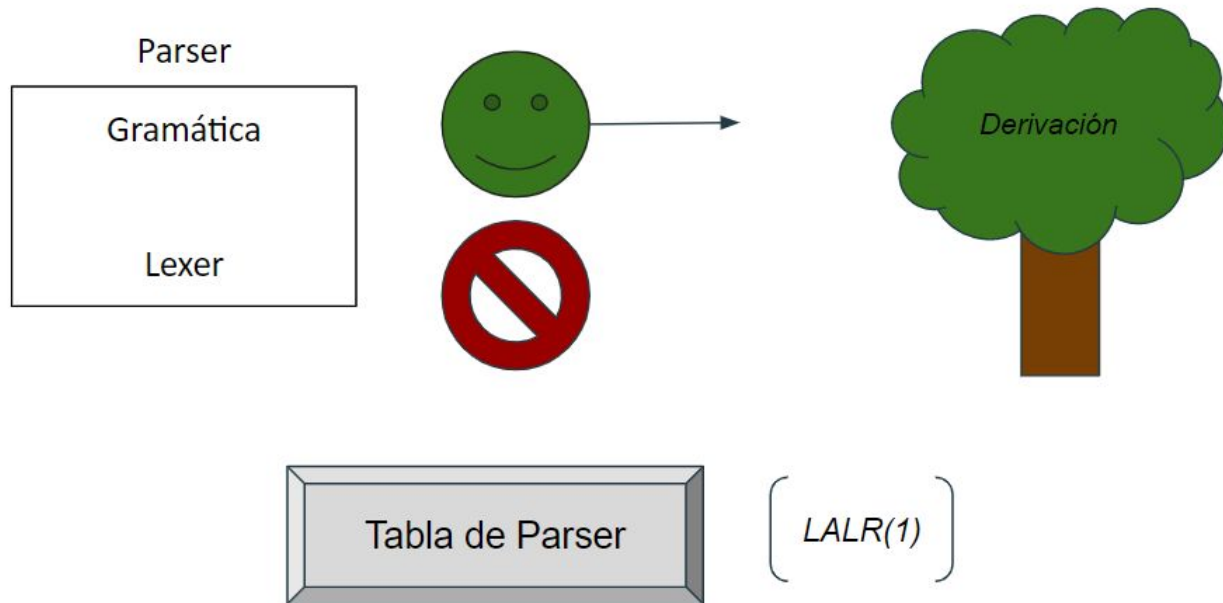 Parser
Gramática
Lexer
Derivación
Tabla de Parser
LALR(1)